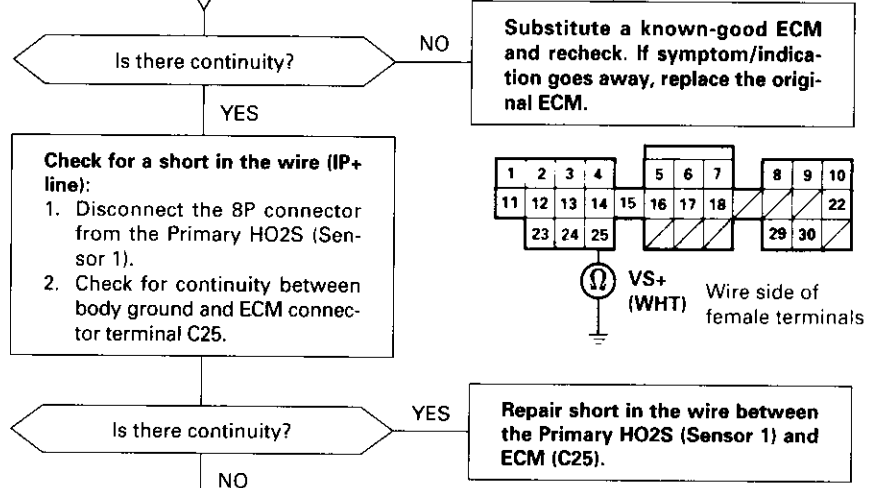 Is there continuity?
NO
Substitute a known-good ECM
and recheck. If symptom/indica-
tion goes away, replace the origi-
nal ECM.
YES
Check for a short in the wire (IP+
line):
1. Disconnect the 8P connector
from the Primary HO2S (Sen-
sor 1).
2. Check for continuity between
body ground and ECM connec-
tor terminal C25.
1 2 3 4 5 6 7 8 9 10
11 12 13 14 15 16 17 18 22
23 24 25 29 30
Ω
VS+
(WHT)
Wire side of
female terminals
Is there continuity?
YES
Repair short in the wire between
the Primary HO2S (Sensor 1) and
ECM (C25).
NO